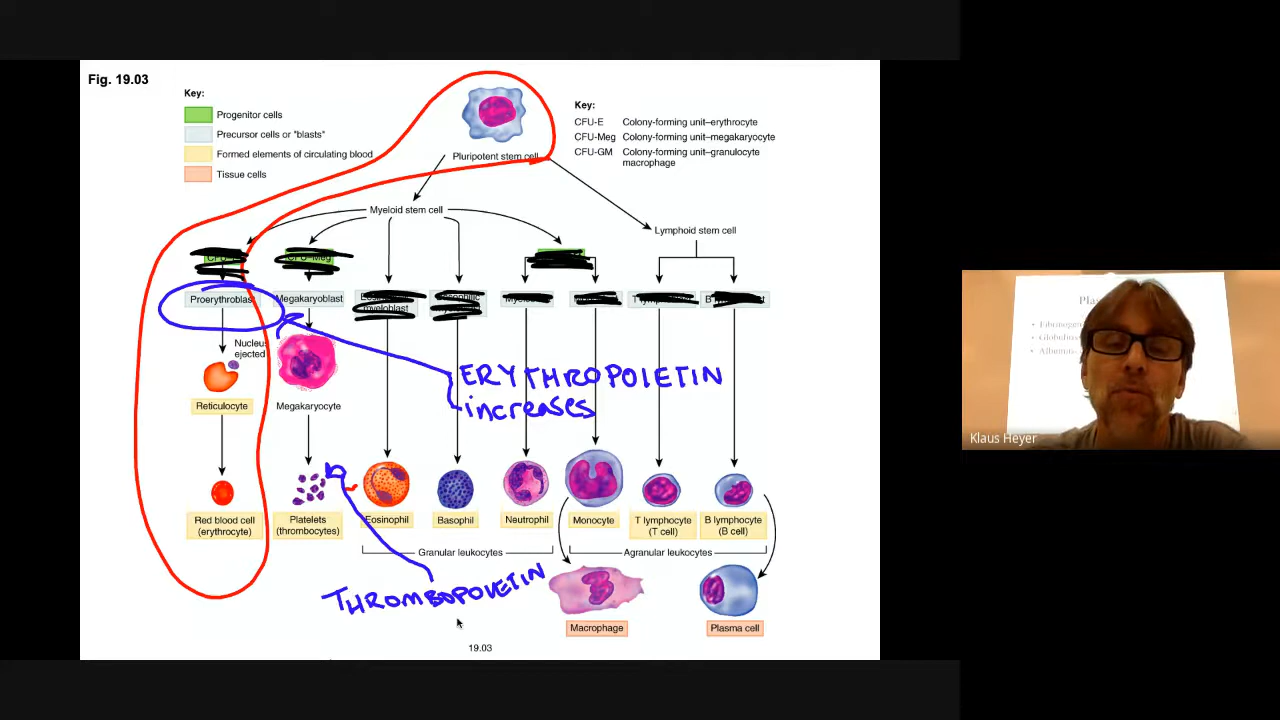 Fig. 19.03
Key:
Progenitor cells
Precursor cells or "blasts"
Formed elements of circulating blood
Tissue cells
Key:
CFU-E Colony-forming unit–erythrocyte
CFU-Meg Colony-forming unit–megakaryocyte
CFU-GM Colony-forming unit–granulocyte
macrophage
Pluripotent stem cell
Myeloid stem cell
Lymphoid stem cell
CFU-Meg
Proerythroblast
Megakaryoblast
myeloblast
Nucleus
ejected
ERYTHROPOIETIN
increases
Reticulocyte
Megakaryocyte
Red blood cell
(erythrocyte)
Platelets
(thrombocytes)
Eosinophil
Basophil
Neutrophil
Monocyte
T lymphocyte
(T cell)
B lymphocyte
(B cell)
Granular leukocytes
Agranular leukocytes
THROMBOPOVETIN
Macrophage
Plasma cell
19.03
Klaus Heyer